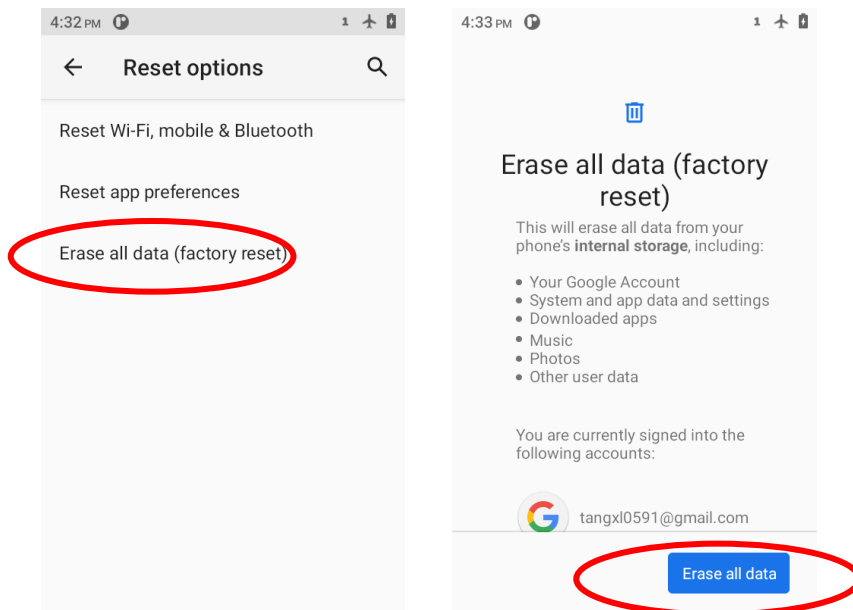 4:32 PM
1
Reset options
Reset Wi-Fi, mobile & Bluetooth
Reset app preferences
Erase all data (factory reset)
4:33 PM
1
Erase all data (factory
reset)
This will erase all data from your
phone's internal storage, including:
• Your Google Account
• System and app data and settings
• Downloaded apps
• Music
• Photos
• Other user data
You are currently signed into the
following accounts:
G tangxl0591@gmail.com
Erase all data